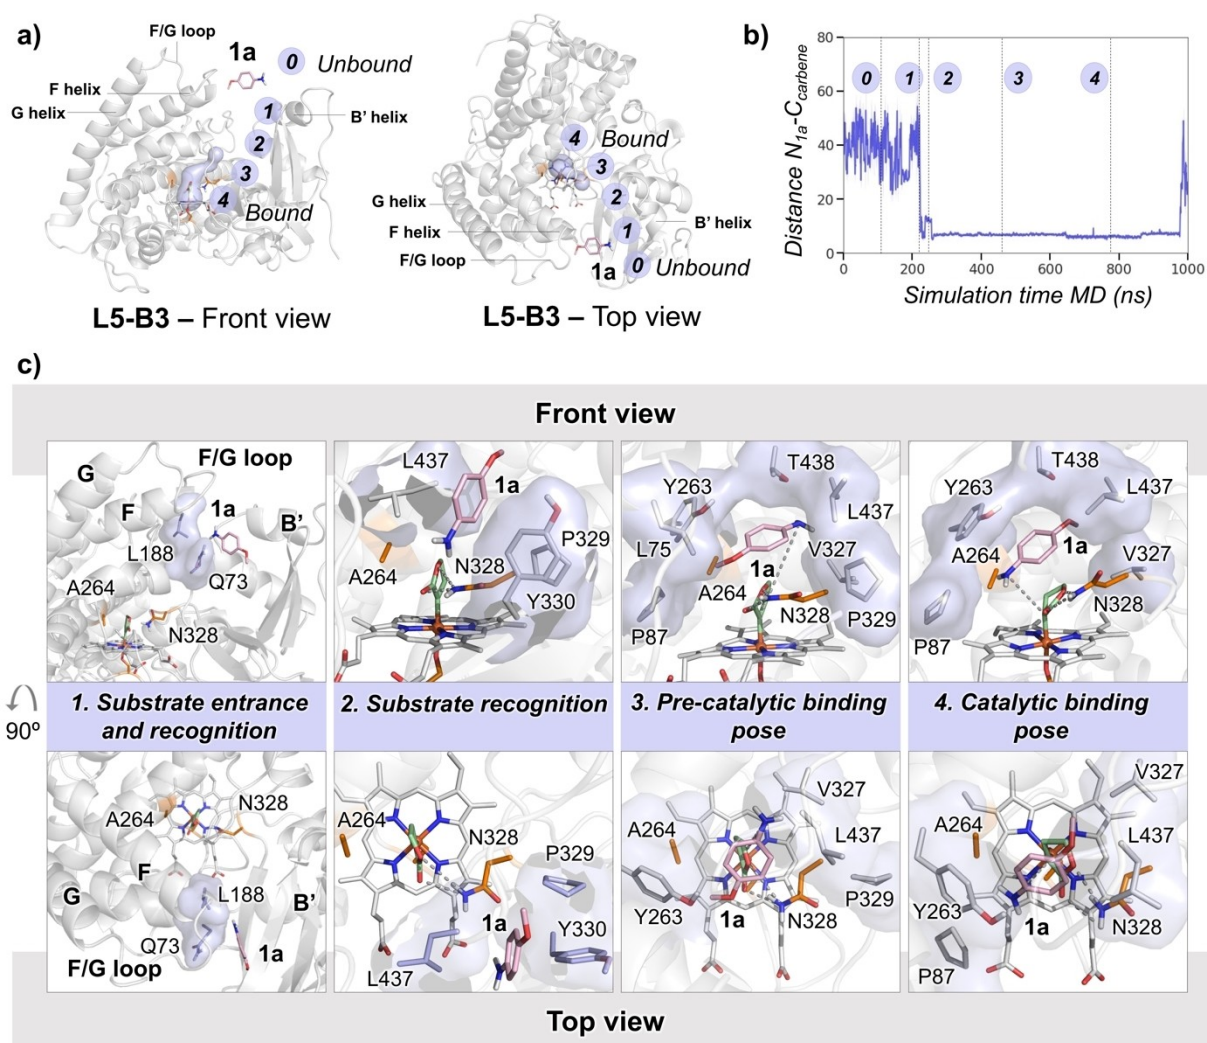 a)
F/G loop
1a
0
Unbound
F helix
G helix
1
B' helix
2
3
4
Bound
L5-B3 – Front view
4
Bound
3
G helix
2
F helix
1
B' helix
F/G loop
1a
0
Unbound
L5-B3 – Top view
b)
Distance N1a-Ccarbene
80
60
40
20
0
0
1
2
3
4
0
200
400
600
800
1000
Simulation time MD (ns)
c)
Front view
G
F/G loop
F
1a
B'
L188
A264
Q73
N328
L437
1a
P329
A264
N328
Y330
T438
Y263
L437
L75
V327
1a
A264
N328
P87
P329
T438
Y263
L437
A264
1a
V327
P87
N328
90º
1. Substrate entrance
and recognition
2. Substrate recognition
3. Pre-catalytic binding
pose
4. Catalytic binding
pose
A264
N328
F
G
L188
B'
Q73
1a
F/G loop
A264
N328
P329
1a
Y330
L437
V327
A264
L437
P329
Y263
1a
N328
V327
A264
L437
Y263
1a
N328
P87
Top view